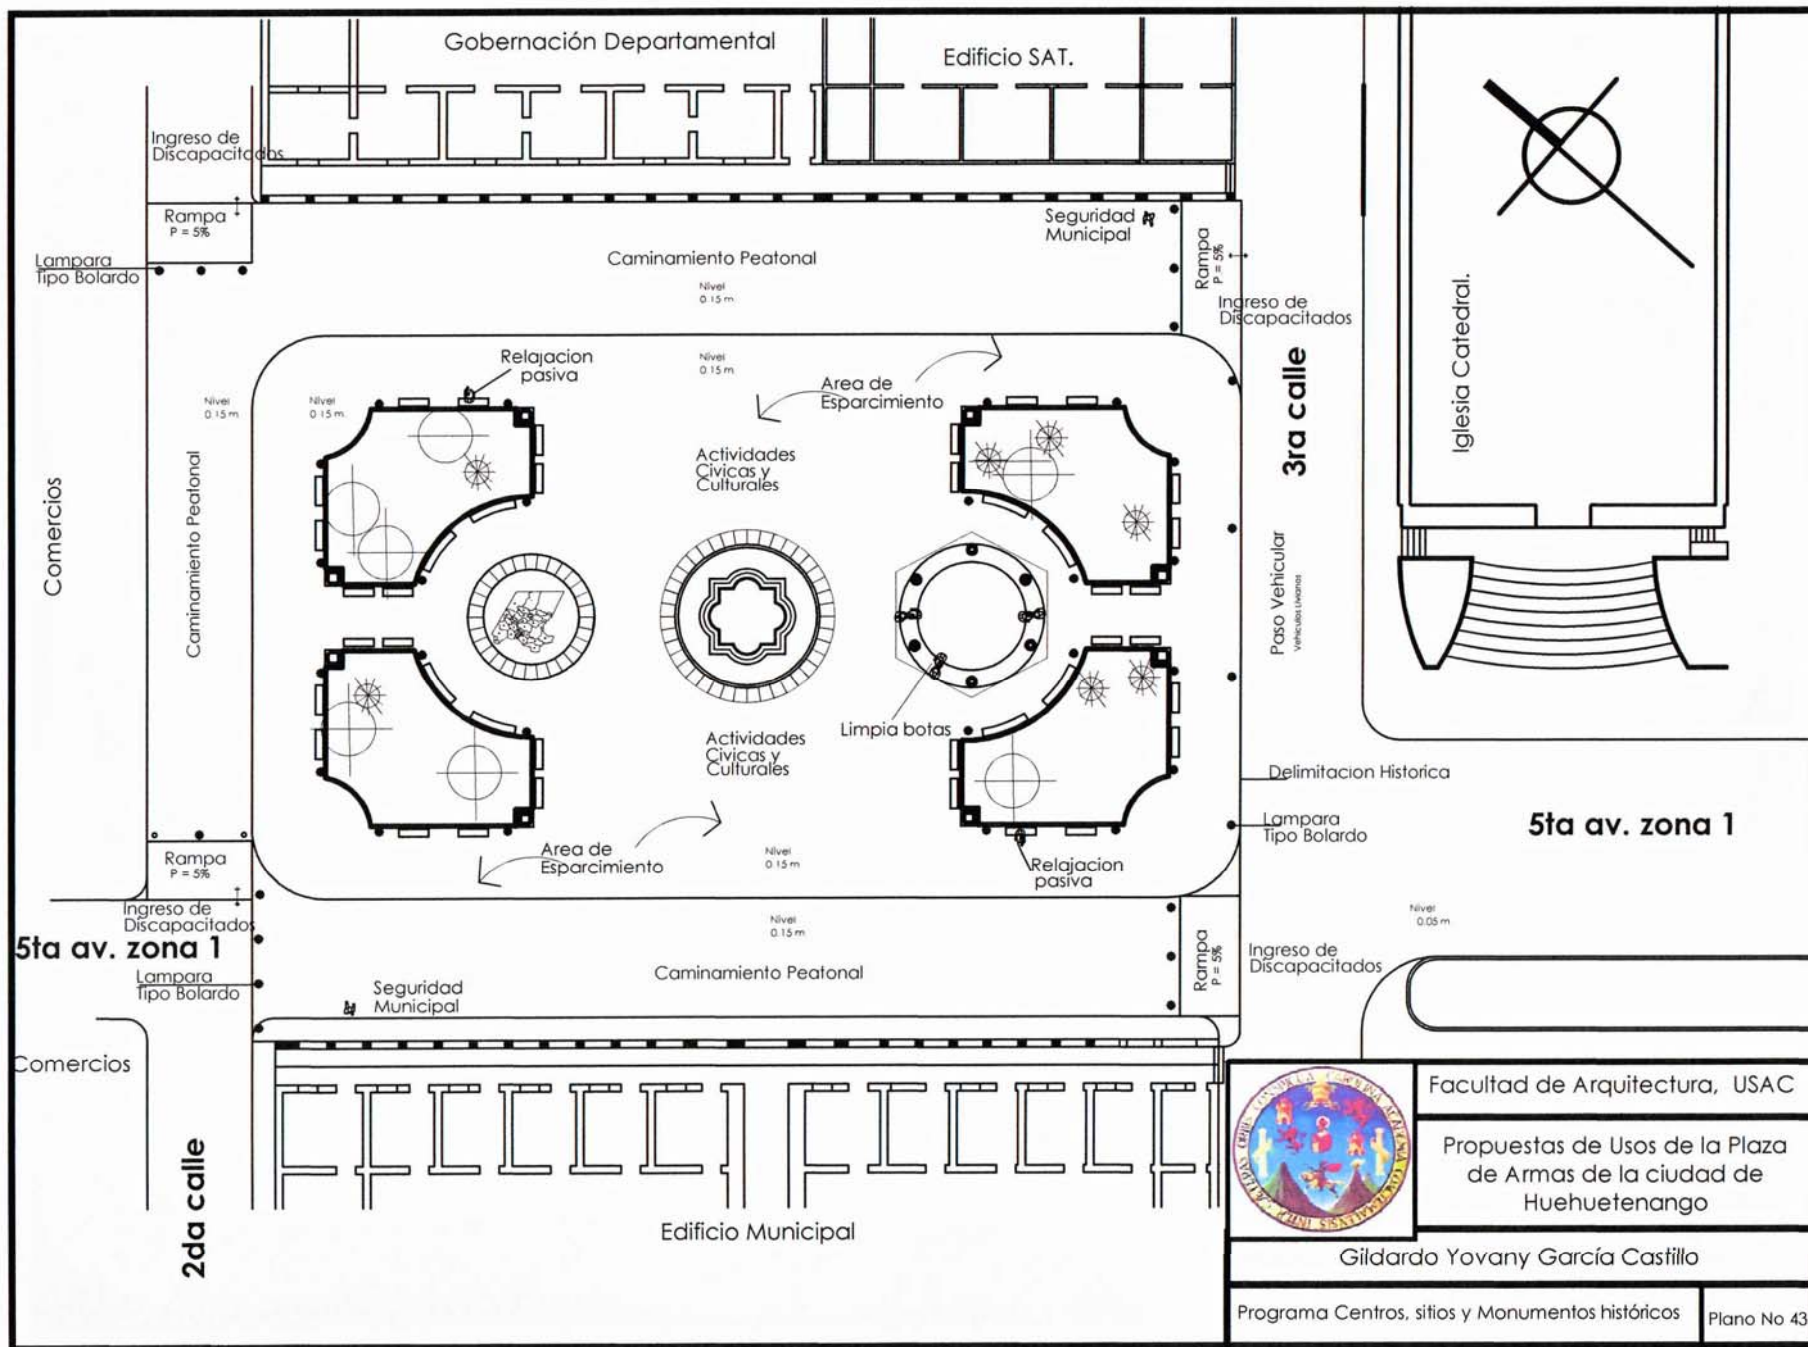 Gobernación Departamental
Edificio SAT.
Ingreso de
Discapacitados
Rampa
P = 5%
Lampara
Tipo Bolardo
Seguridad
Municipal
Caminamiento Peatonal
Nivel
0.15 m
Rampa
P = 5%
Ingreso de
Discapacitados
Iglesia Catedral.
3ra calle
Relajacion
pasiva
Nivel
0.15 m
Area de
Esparcimiento
Nivel
0.15 m
Nivel
0.15 m
Actividades
Civicas y
Culturales
Comercios
Caminamiento Peatonal
Paso Vehicular
vehiculos Livianos
Limpia botas
Actividades
Civicas y
Culturales
Delimitacion Historica
Lampara
Tipo Bolardo
5ta av. zona 1
Area de
Esparcimiento
Nivel
0.15 m
Relajacion
pasiva
Rampa
P = 5%
Ingreso de
Discapacitados
5ta av. zona 1
Lampara
Tipo Bolardo
Nivel
0.15 m
Nivel
0.05 m
Caminamiento Peatonal
Rampa
P = 5%
Ingreso de
Discapacitados
Seguridad
Municipal
Comercios
2da calle
Edificio Municipal
Facultad de Arquitectura, USAC
Propuestas de Usos de la Plaza
de Armas de la ciudad de
Huehuetenango
Gildardo Yovany García Castillo
Programa Centros, sitios y Monumentos históricos
Plano No 43